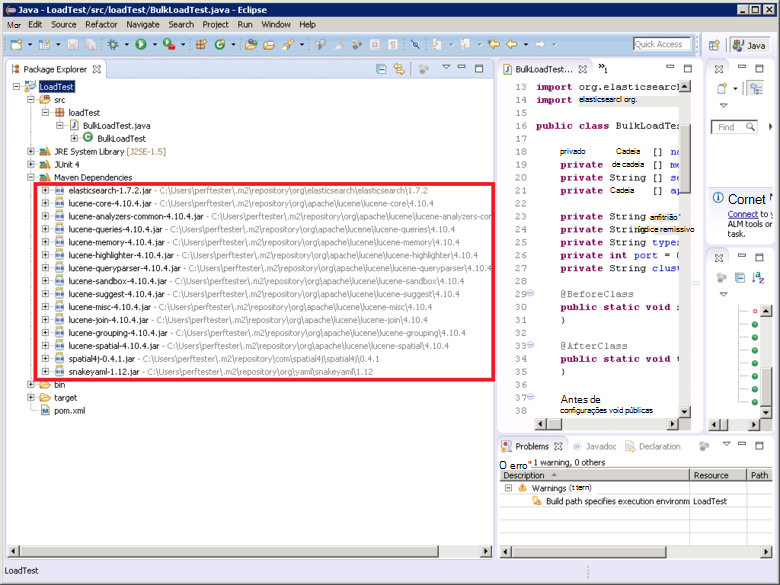 Java - LoadTest/src/loadTest/BulkLoadTest.java - Eclipse
Mor Edit Source Refactor Navigate Search Project Run Window Help
Quick Access
Java
Package Explorer
LoadTest
src
loadTest
BulkLoadTest.java
BulkLoadTest
JRE System Library [J2SE-1.5]
JUnit 4
Maven Dependencies
elasticsearch-1.7.2.jar - C:\Users\perftester\.m2\repository\org\elasticsearch\elasticsearch\1.7.2
lucene-core-4.10.4.jar - C:\Users\perftester\.m2\repository\org\apache\lucene\lucene-core\4.10.4
lucene-analyzers-common-4.10.4.jar - C:\Users\perftester\.m2\repository\org\apache\lucene\lucene-analyzers-cor
lucene-queries-4.10.4.jar - C:\Users\perftester\.m2\repository\org\apache\lucene\lucene-queries\4.10.4
lucene-memory-4.10.4.jar - C:\Users\perftester\.m2\repository\org\apache\lucene\lucene-memory\4.10.4
lucene-highlighter-4.10.4.jar - C:\Users\perftester\.m2\repository\org\apache\lucene\lucene-highlighter\4.10.4
lucene-queryparser-4.10.4.jar - C:\Users\perftester\.m2\repository\org\apache\lucene\lucene-queryparser\4.10.4
lucene-sandbox-4.10.4.jar - C:\Users\perftester\.m2\repository\org\apache\lucene\lucene-sandbox\4.10.4
lucene-suggest-4.10.4.jar - C:\Users\perftester\.m2\repository\org\apache\lucene\lucene-suggest\4.10.4
lucene-misc-4.10.4.jar - C:\Users\perftester\.m2\repository\org\apache\lucene\lucene-misc\4.10.4
lucene-join-4.10.4.jar - C:\Users\perftester\.m2\repository\org\apache\lucene\lucene-join\4.10.4
lucene-grouping-4.10.4.jar - C:\Users\perftester\.m2\repository\org\apache\lucene\lucene-grouping\4.10.4
lucene-spatial-4.10.4.jar - C:\Users\perftester\.m2\repository\org\apache\lucene\lucene-spatial\4.10.4
spatial4j-0.4.1.jar - C:\Users\perftester\.m2\repository\com\spatial4j\spatial4j\0.4.1
snakeyaml-1.12.jar - C:\Users\perftester\.m2\repository\org\yaml\snakeyaml\1.12
bin
target
pom.xml
BulkLoadTest....
13 import org.elasticsearc
14 import elasticsearcl org.
15
16 public class BulkLoadTe
17
18 privado Cadeia [] no
19 private de cadeia [] me
20 private String [] se
21 private Cadeia [] ap
22
23 private String anfitrião"
24 private String índice remissivo
25 private String types
26 private int port = (
27 private String clust
28
29 @BeforeClass
30 public static void s
31 }
32
33 @AfterClass
34 public static void t
35 }
36
37 Antes de
38 configurações void públicas
Find
Cornet
Connect to y
ALM tools or
task.
Problems Javadoc Declaration
O erro" 1 warning, 0 others
Description Resource Path
Warnings (1 tem)
Build path specifies execution environm LoadTest
LoadTest